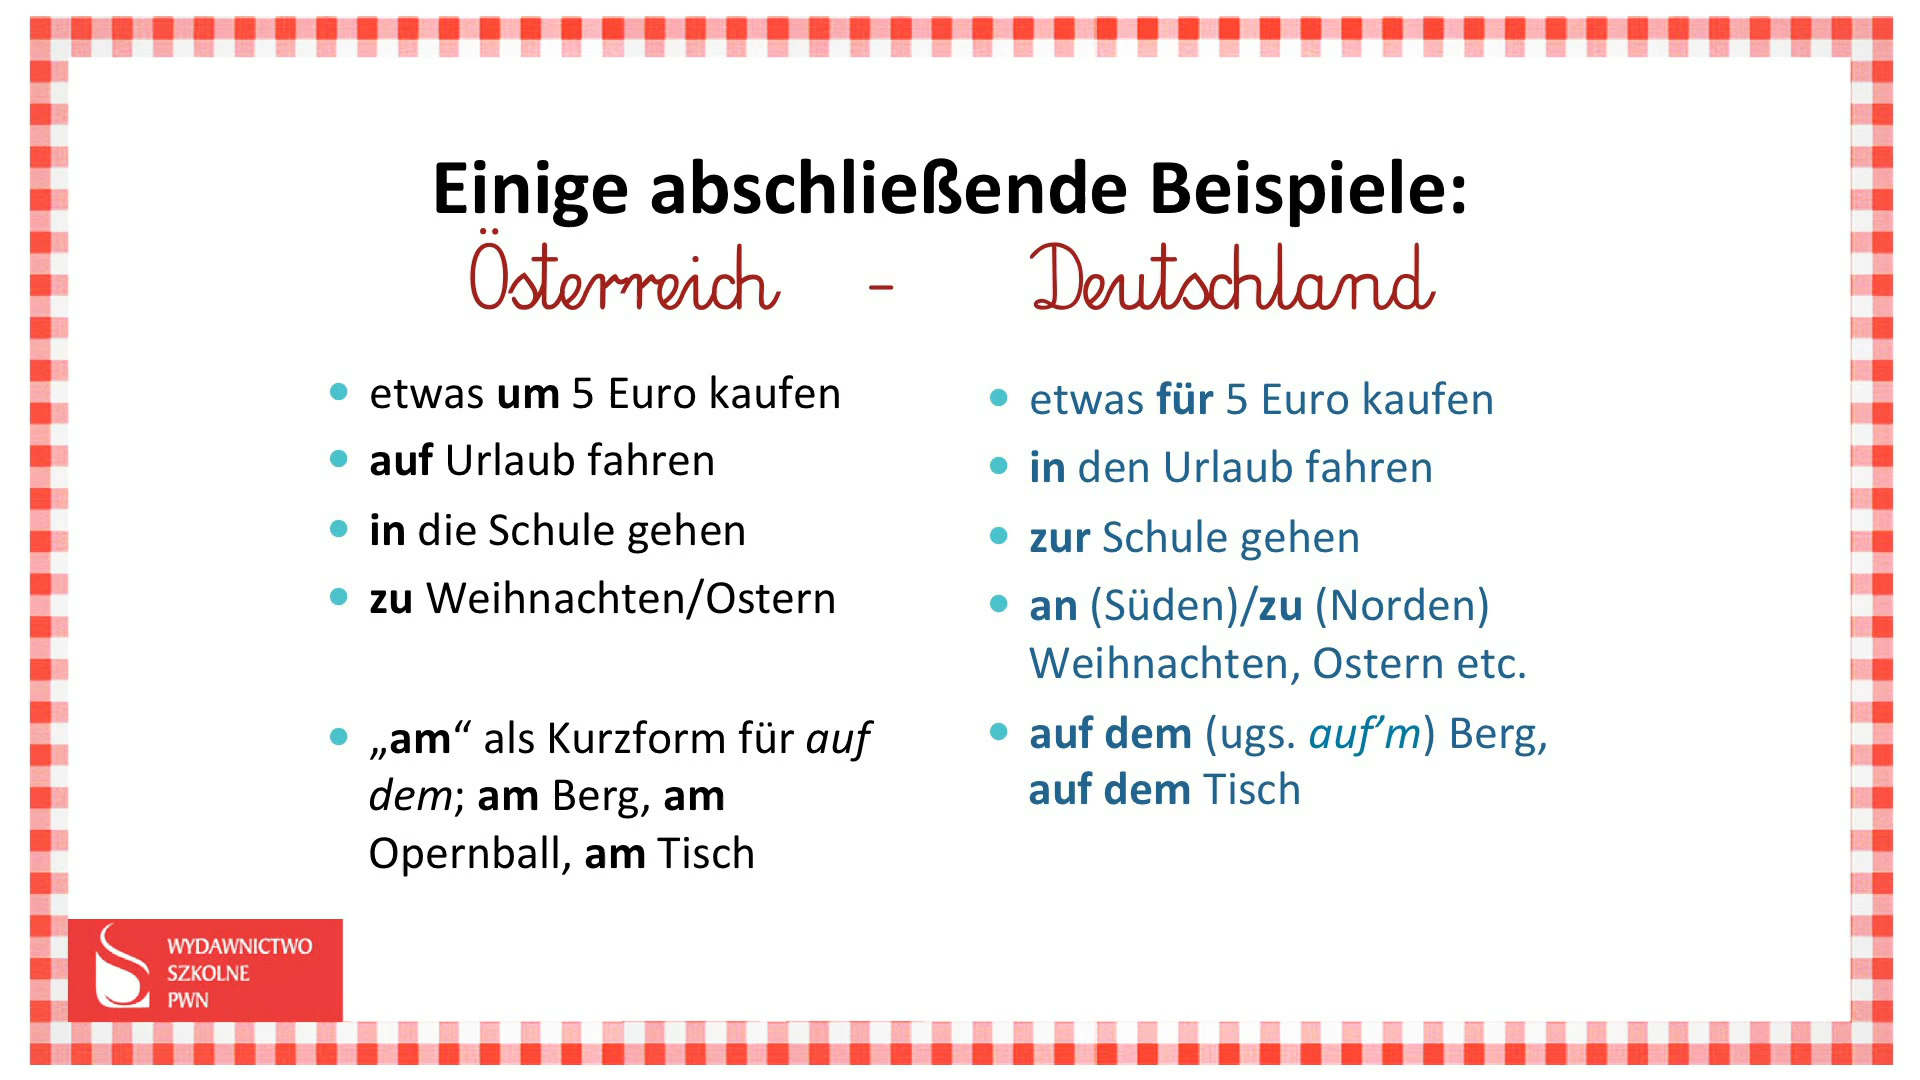 Einige abschließende Beispiele:
Österreich - Deutschland
• etwas um 5 Euro kaufen
• auf Urlaub fahren
• in die Schule gehen
• zu Weihnachten/Ostern
• „am“ als Kurzform für auf
dem; am Berg, am
Opernball, am Tisch
• etwas für 5 Euro kaufen
• in den Urlaub fahren
• zur Schule gehen
• an (Süden)/zu (Norden)
Weihnachten, Ostern etc.
• auf dem (ugs. auf’m) Berg,
auf dem Tisch
WYDAWNICTWO
SZKOLNE
PWN